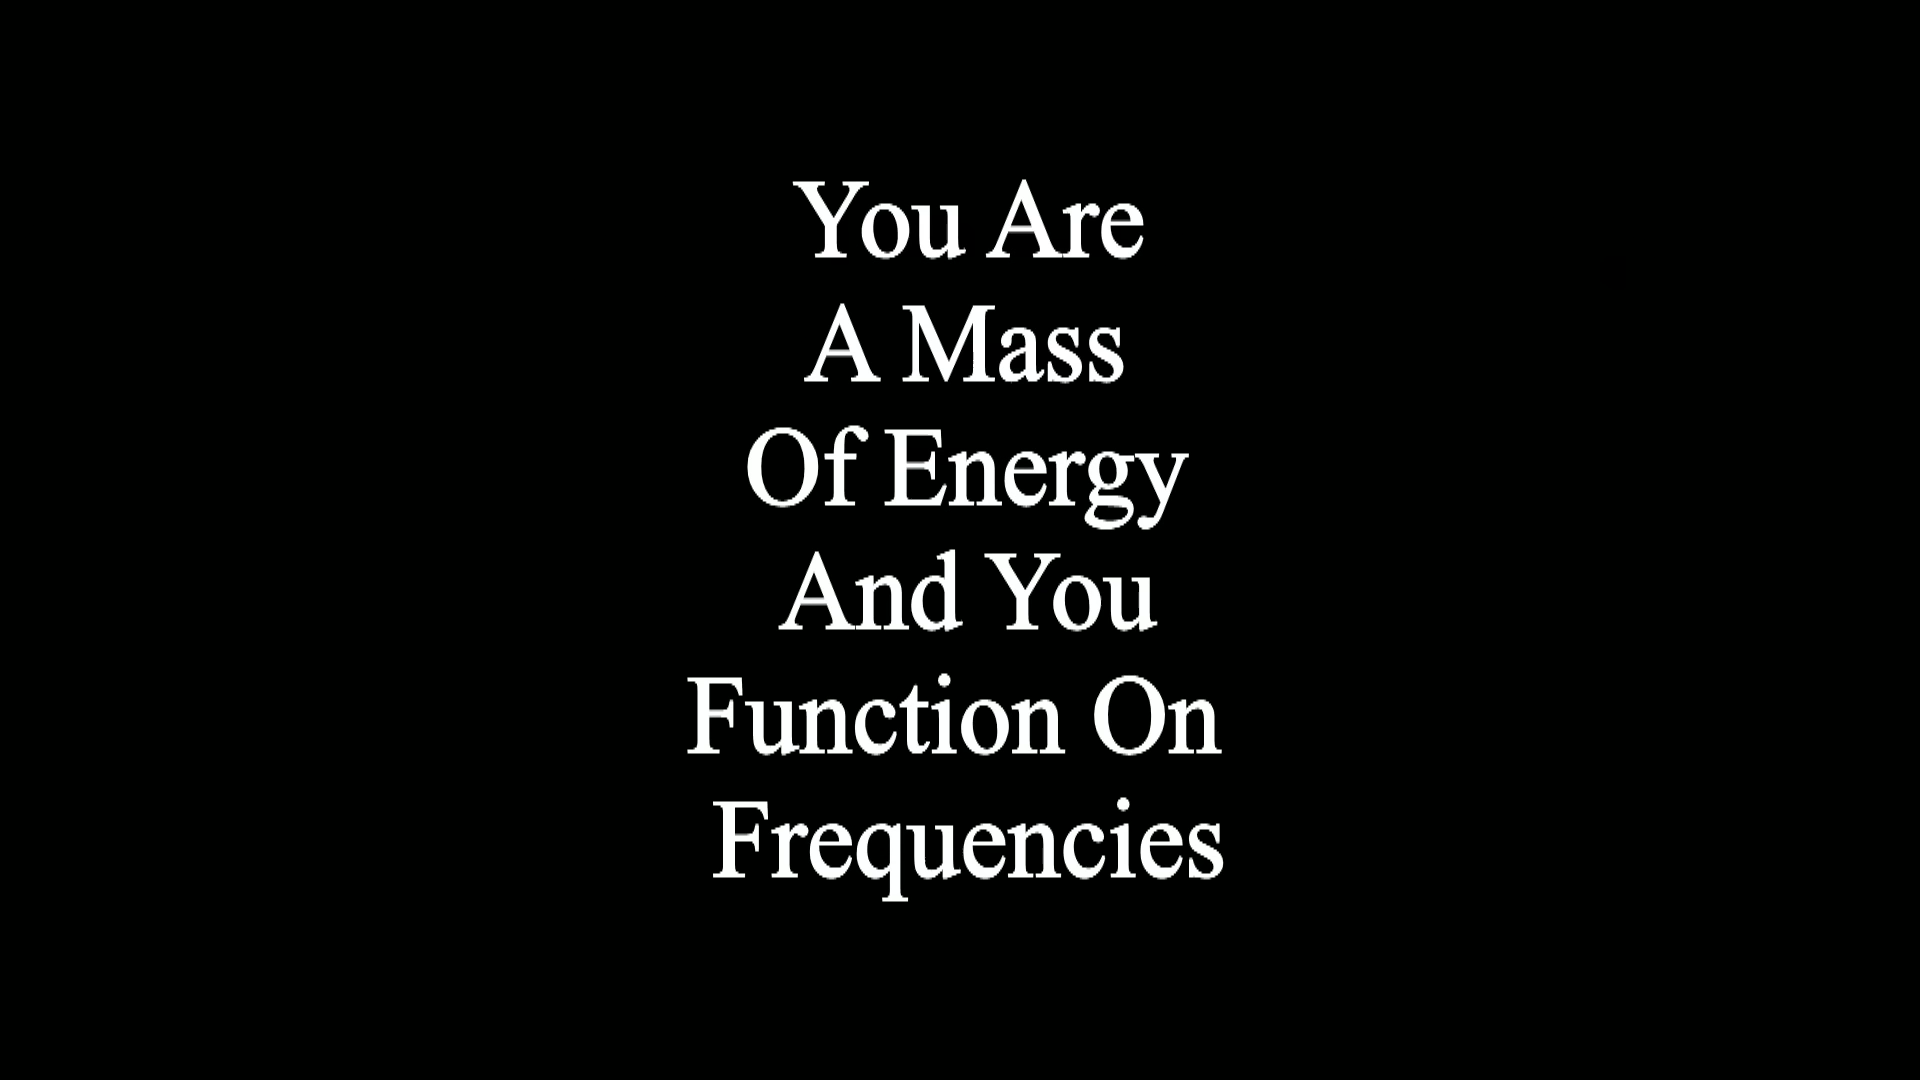 You Are
A Mass
Of Energy
And You
Function On
Frequencies